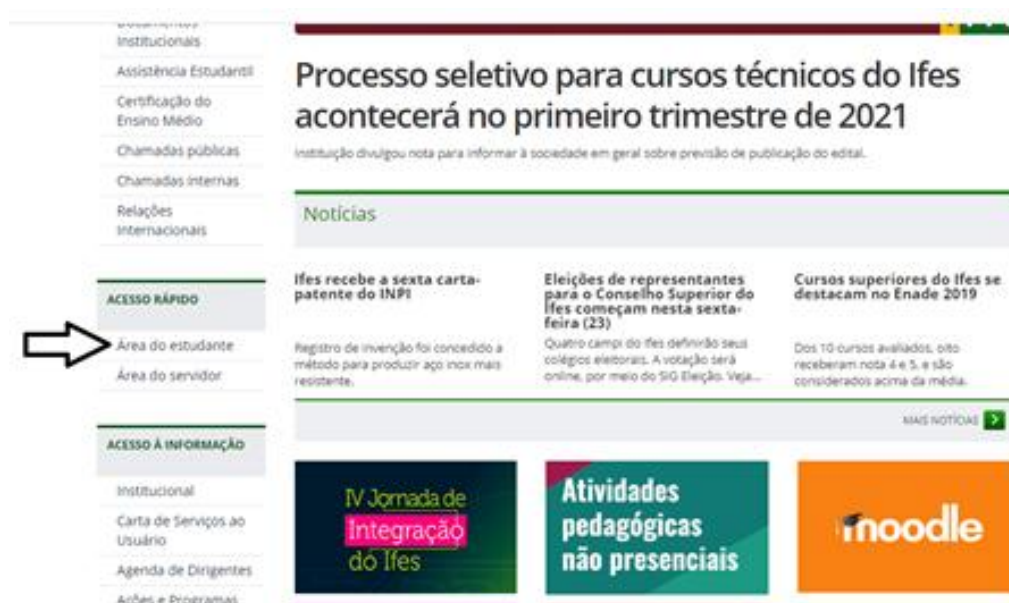 Institucionais
Assistência Estudantil
Certificação do
Ensino Médio
Chamadas públicas
Chamadas internas
Relações
Internacionais
ACESSO RÁPIDO
Área do estudante
Área do servidor
ACESSO À INFORMAÇÃO
Institucional
Carta de Serviços ao
Usuário
Agenda de Dirigentes
Ações e Programas
Processo seletivo para cursos técnicos do Ifes
acontecerá no primeiro trimestre de 2021
Instituição divulgou nota para informar à sociedade em geral sobre previsão de publicação do edital.
Notícias
Ifes recebe a sexta carta-
patente do INPI
Registro de invenção foi concedido a
método para produzir aço inox mais
resistente.
Eleições de representantes
para o Conselho Superior do
Ifes começam nesta sexta-
feira (23)
Quatro campi do Ifes definirão seus
colégios eleitorais. A votação será
online, por meio do SIG Eleição. Veja...
Cursos superiores do Ifes se
destacam no Enade 2019
Dos 10 cursos avaliados, oito
receberam nota 4 e 5, e são
considerados acima da média.
MAIS NOTÍCIAS
IV Jornada de
Integração
do Ifes
Atividades
pedagógicas
não presenciais
moodle